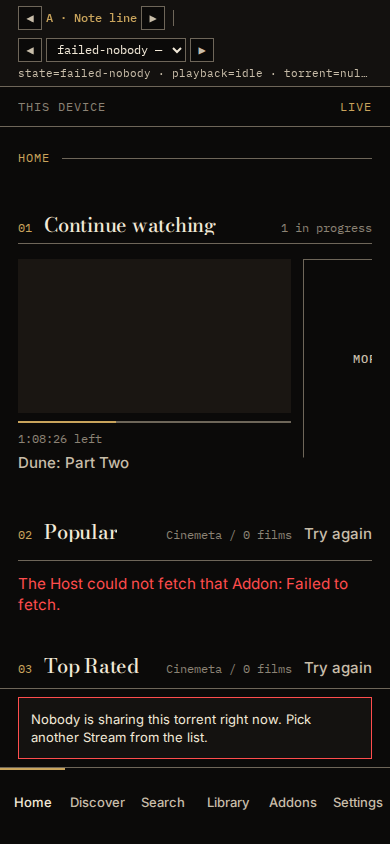 ◀ A · Note line ▶
◀ failed-nobody — ▶
state=failed-nobody · playback=idle · torrent=nul…
THIS DEVICE LIVE
HOME
01 Continue watching 1 in progress
1:08:26 left
Dune: Part Two
02 Popular Cinemeta / 0 films Try again
The Host could not fetch that Addon: Failed to
fetch.
03 Top Rated Cinemeta / 0 films Try again
Nobody is sharing this torrent right now. Pick
another Stream from the list.
Home Discover Search Library Addons Settings